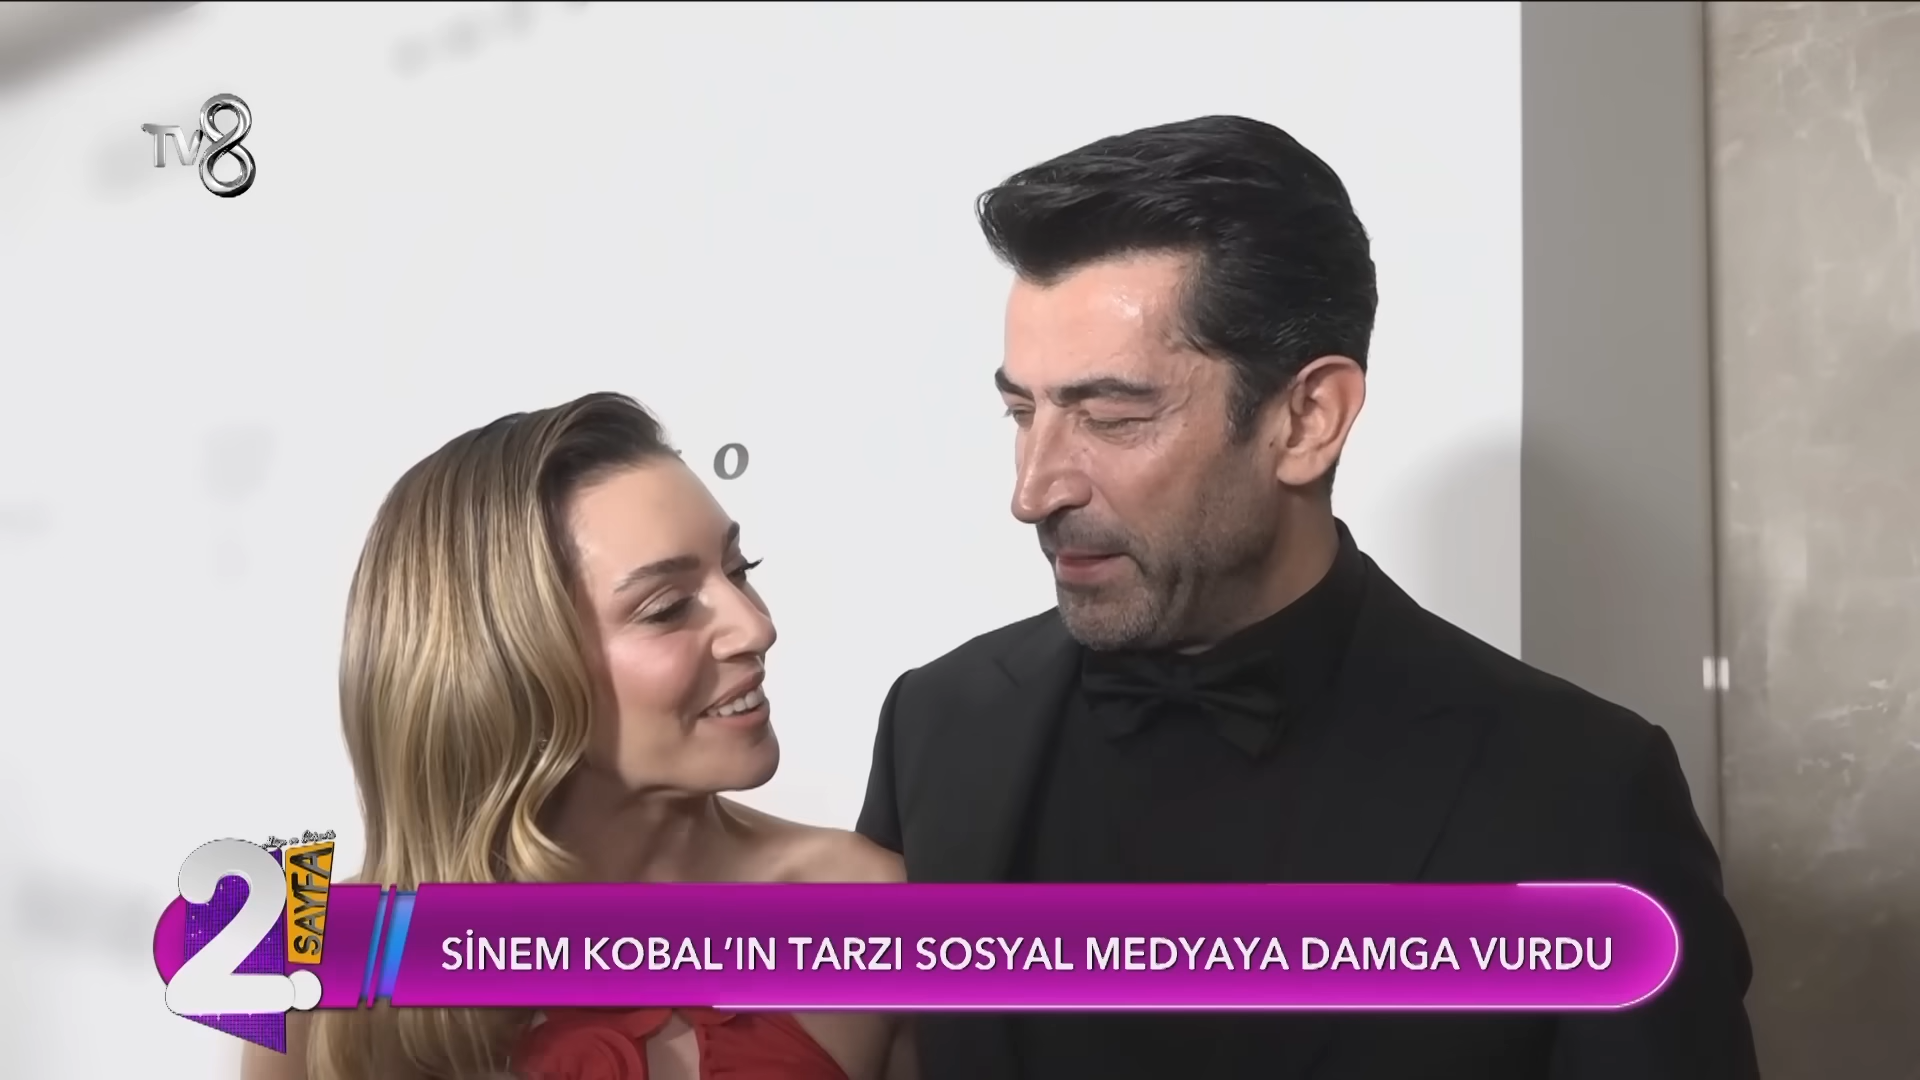 TV8
o
2.
SAYFA
SİNEM KOBAL'IN TARZI SOSYAL MEDYAYA DAMGA VURDU